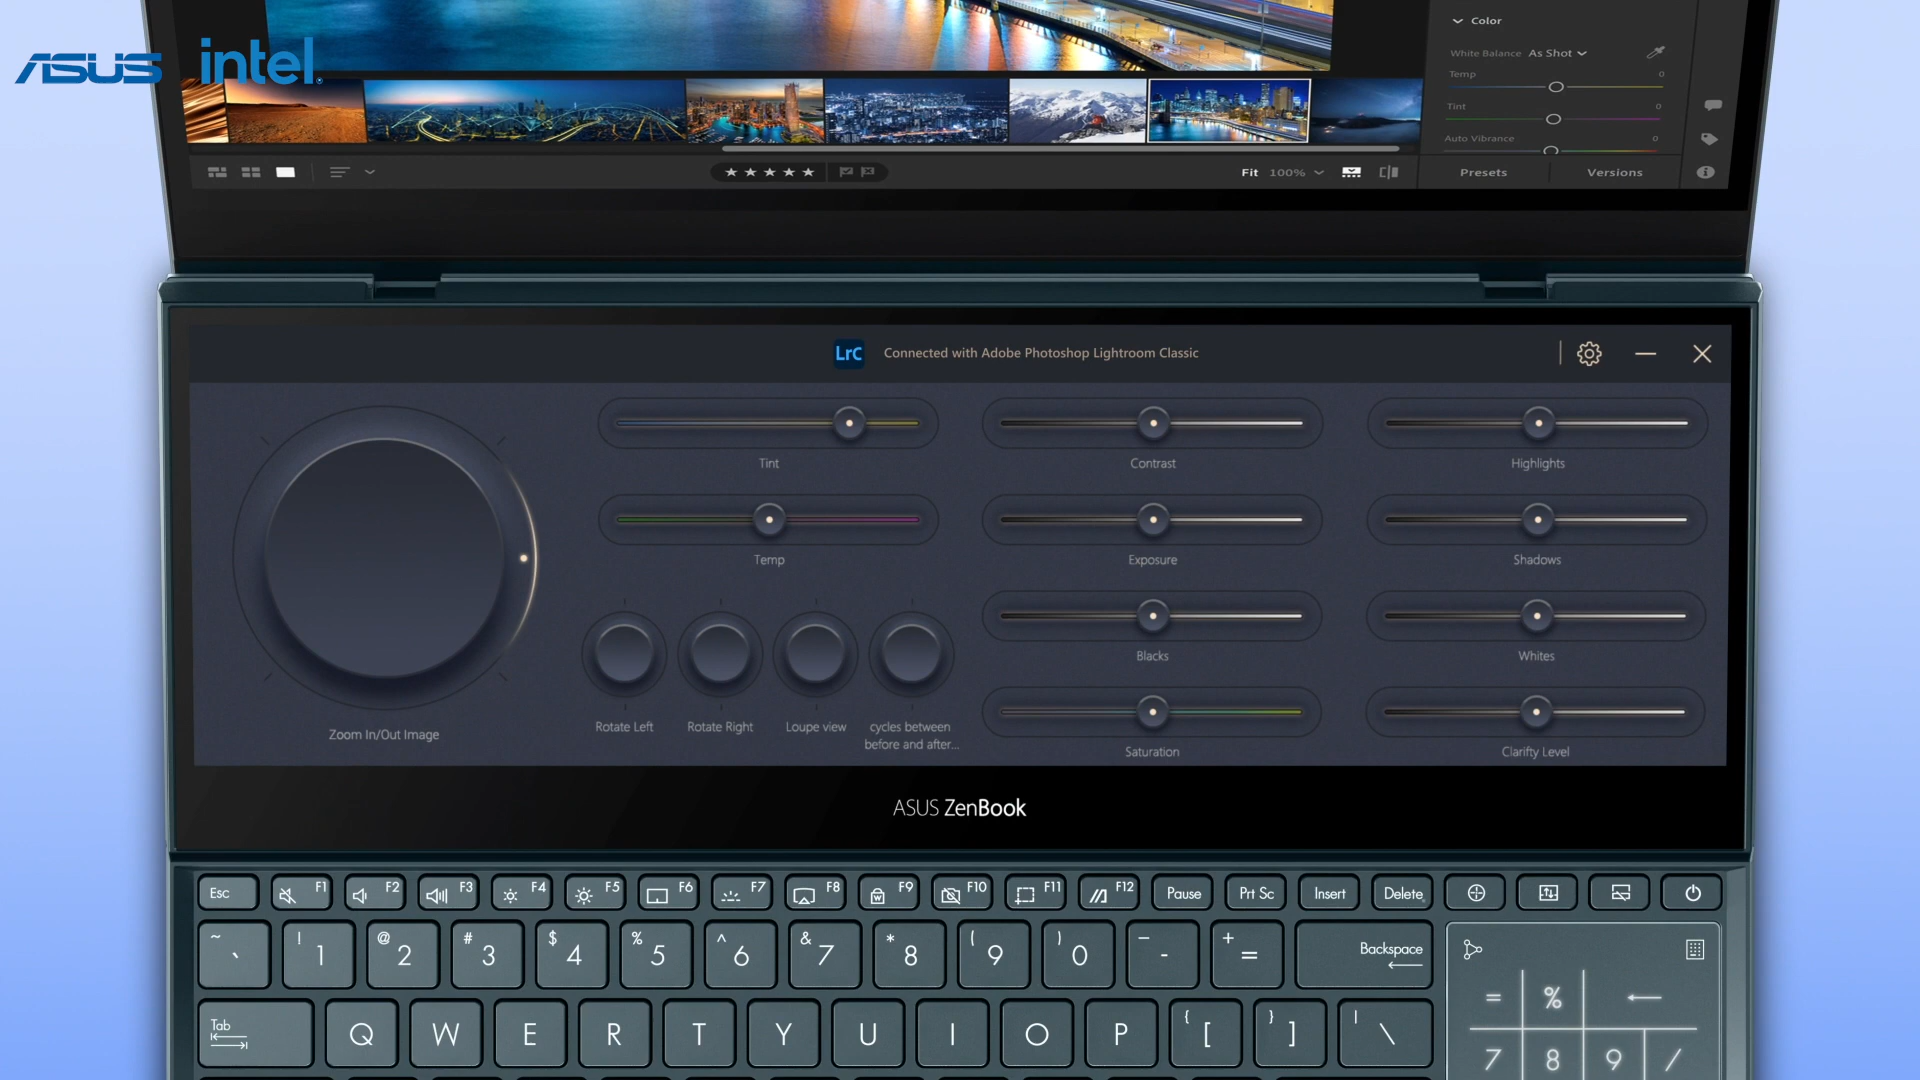 ASUS intel.
Color
White Balance As Shot
Temp 0
Tint 0
Auto Vibrance 0
Fit 100%
Presets Versions
LrC Connected with Adobe Photoshop Lightroom Classic
Tint Contrast Highlights
Temp Exposure Shadows
Blacks Whites
Zoom In/Out Image
Rotate Left Rotate Right Loupe view cycles between
before and after...
Saturation Clarifty Level
ASUS ZenBook
Esc F1 F2 F3 F4 F5 F6 F7 F8 F9 F10 F11 F12 Pause Prt Sc Insert Delete
~ ` ! 1 @ 2 # 3 $ 4 % 5 ^ 6 & 7 * 8 ( 9 ) 0 – - + = Backspace
Tab Q W E R T Y U I O P { [ } ] | \
= %
7 8 9 /